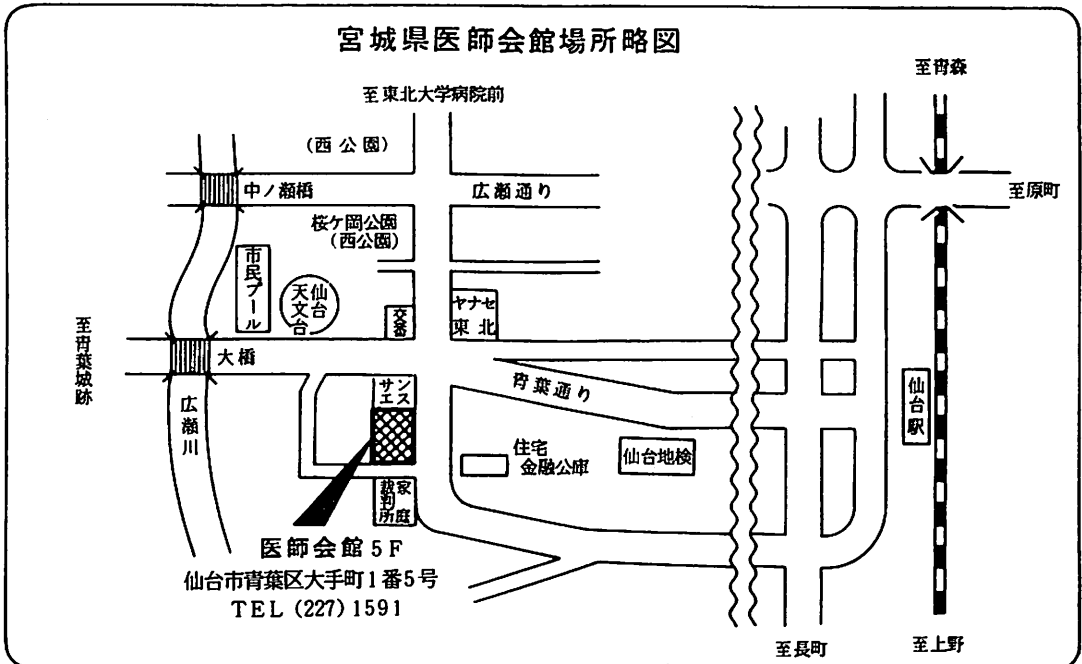 宮城県医師会館場所略図
至青森
至東北大学病院前
(西公園)
中ノ瀬橋
広瀬通り
至原町
桜ケ岡公園
(西公園)
市民プール
仙台
天文台
交番
ヤナセ
東北
至青葉城跡
大橋
青葉通り
サン
エス
仙台駅
広瀬川
住宅
金融公庫
仙台地検
家庭
裁判所
医師会館5F
仙台市青葉区大手町1番5号
TEL (227) 1591
至長町
至上野